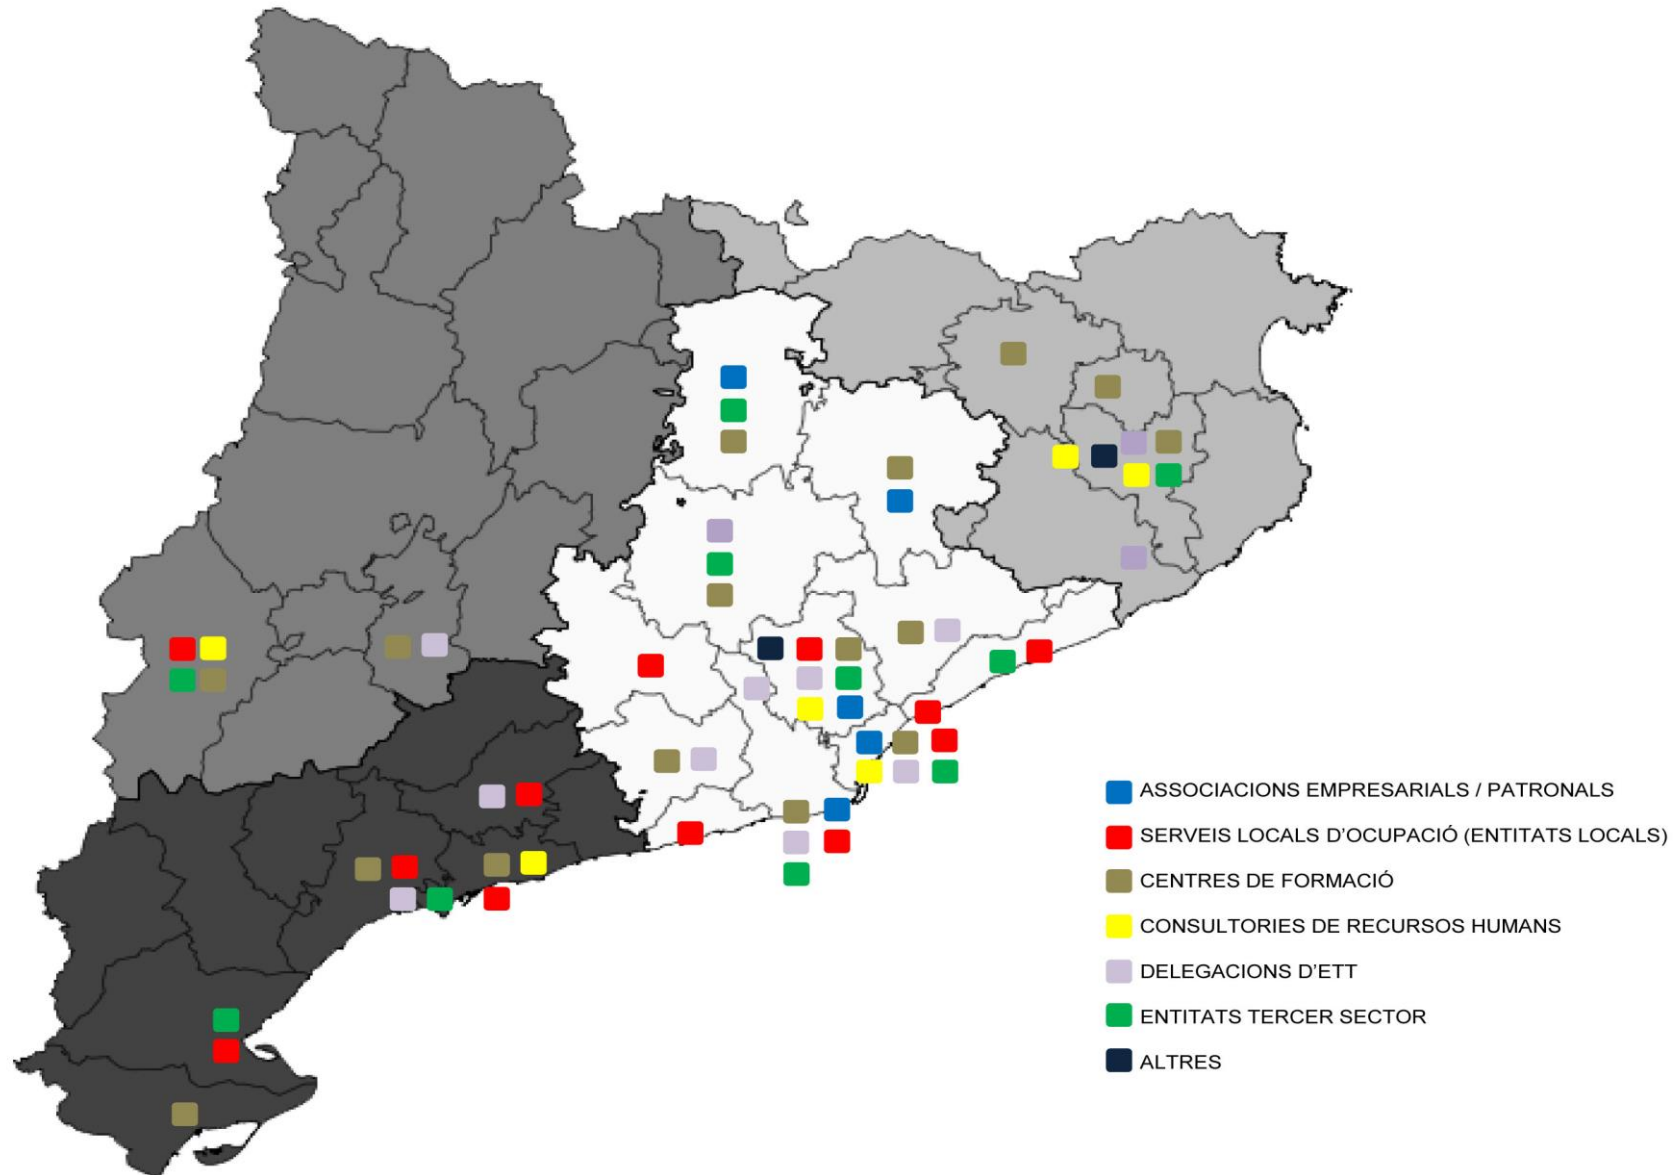 ASSOCIACIONS EMPRESARIALS / PATRONALS
SERVEIS LOCALS D’OCUPACIÓ (ENTITATS LOCALS)
CENTRES DE FORMACIÓ
CONSULTORIES DE RECURSOS HUMANS
DELEGACIONS D’ETT
ENTITATS TERCER SECTOR
ALTRES